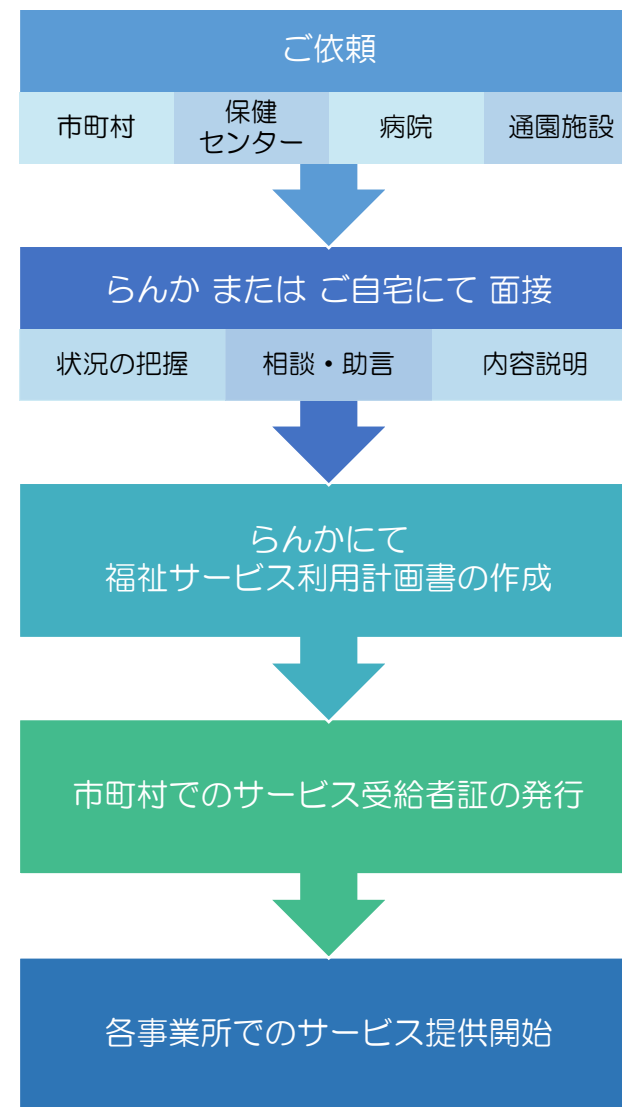 ご依頼
市町村
保健
センター
病院
通園施設
らんか または ご自宅にて 面接
状況の把握
相談・助言
内容説明
らんかにて
福祉サービス利用計画書の作成
市町村でのサービス受給者証の発行
各事業所でのサービス提供開始